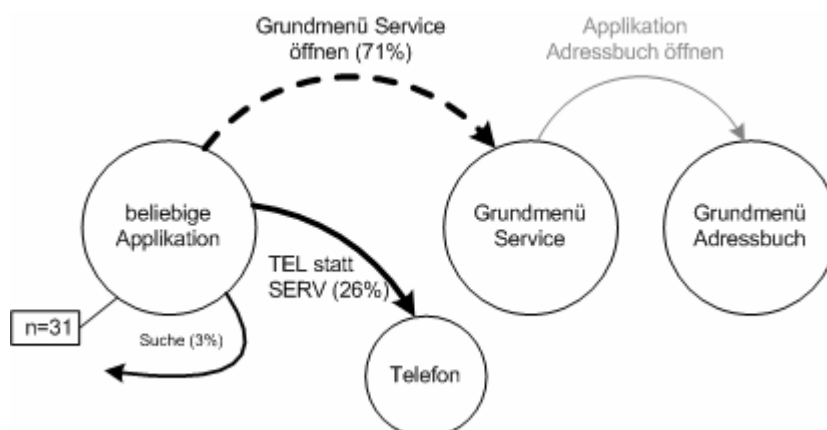 Grundmenü Service
öffnen (71%)
Applikation
Adressbuch öffnen
beliebige
Applikation
Grundmenü
Service
Grundmenü
Adressbuch
TEL statt
SERV (26%)
n=31
Suche (3%)
Telefon